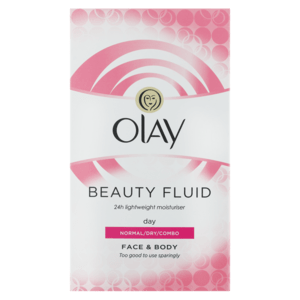 OLAY
BEAUTY FLUID
24h lightweight moisturiser
day
NORMAL/DRY/COMBO
FACE & BODY
Too good to use sparingly